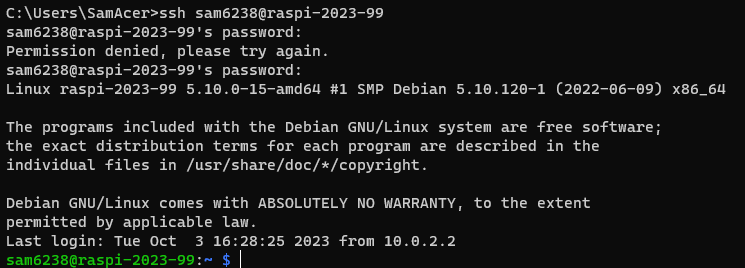 C:\Users\SamAcer>ssh sam6238@raspi-2023-99
sam6238@raspi-2023-99's password:
Permission denied, please try again.
sam6238@raspi-2023-99's password:
Linux raspi-2023-99 5.10.0-15-amd64 #1 SMP Debian 5.10.120-1 (2022-06-09) x86_64

The programs included with the Debian GNU/Linux system are free software;
the exact distribution terms for each program are described in the
individual files in /usr/share/doc/*/copyright.

Debian GNU/Linux comes with ABSOLUTELY NO WARRANTY, to the extent
permitted by applicable law.
Last login: Tue Oct  3 16:28:25 2023 from 10.0.2.2
sam6238@raspi-2023-99:~ $